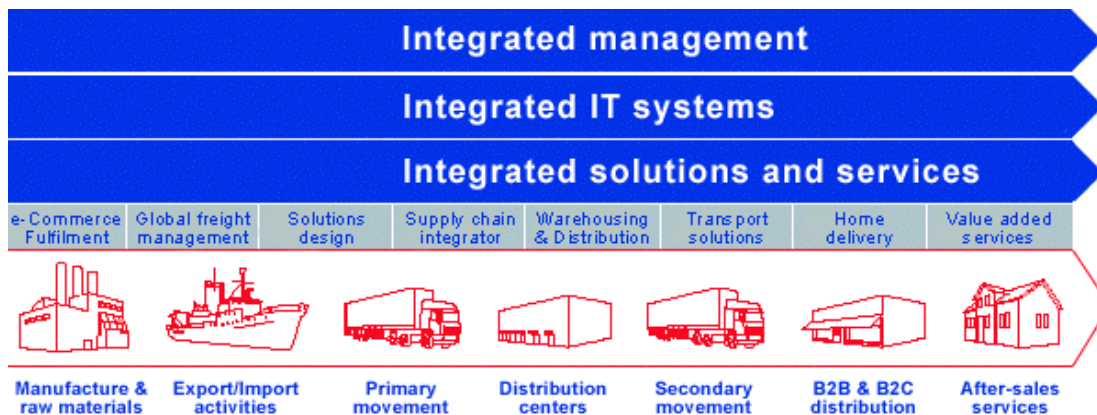 Integrated management
Integrated IT systems
Integrated solutions and services
e-Commerce
Fulfilment
Global freight
management
Solutions
design
Supply chain
integrator
Warehousing
& Distribution
Transport
solutions
Home
delivery
Value added
services
Manufacture &
raw materials
Export/Import
activities
Primary
movement
Distribution
centers
Secondary
movement
B2B & B2C
distribution
After-sales
services